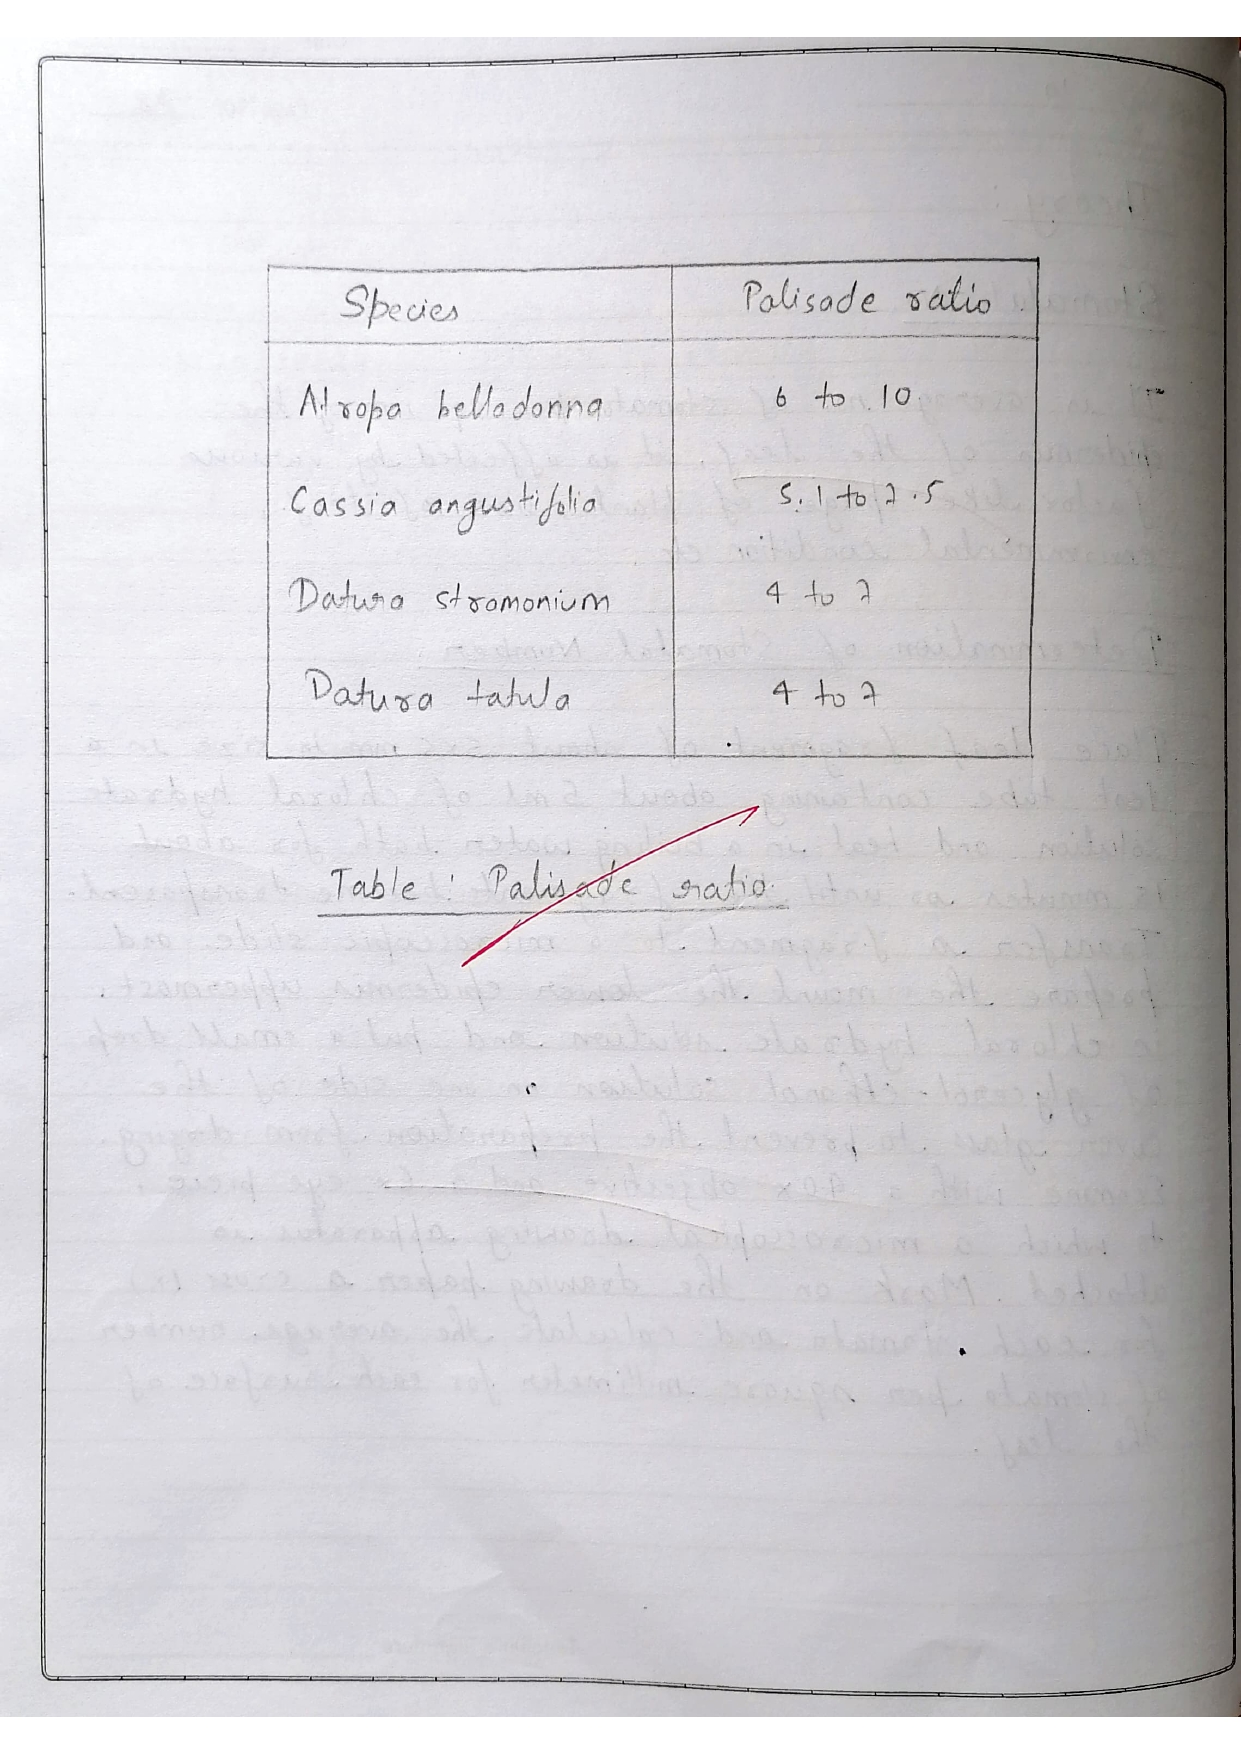 Species Palisade ratio
Atropa belladonna 6 to 10
Cassia angustifolia 5.1 to 7.5
Datura stromonium 4 to 7
Datura tatula 4 to 7
Table : Palisade ratio.